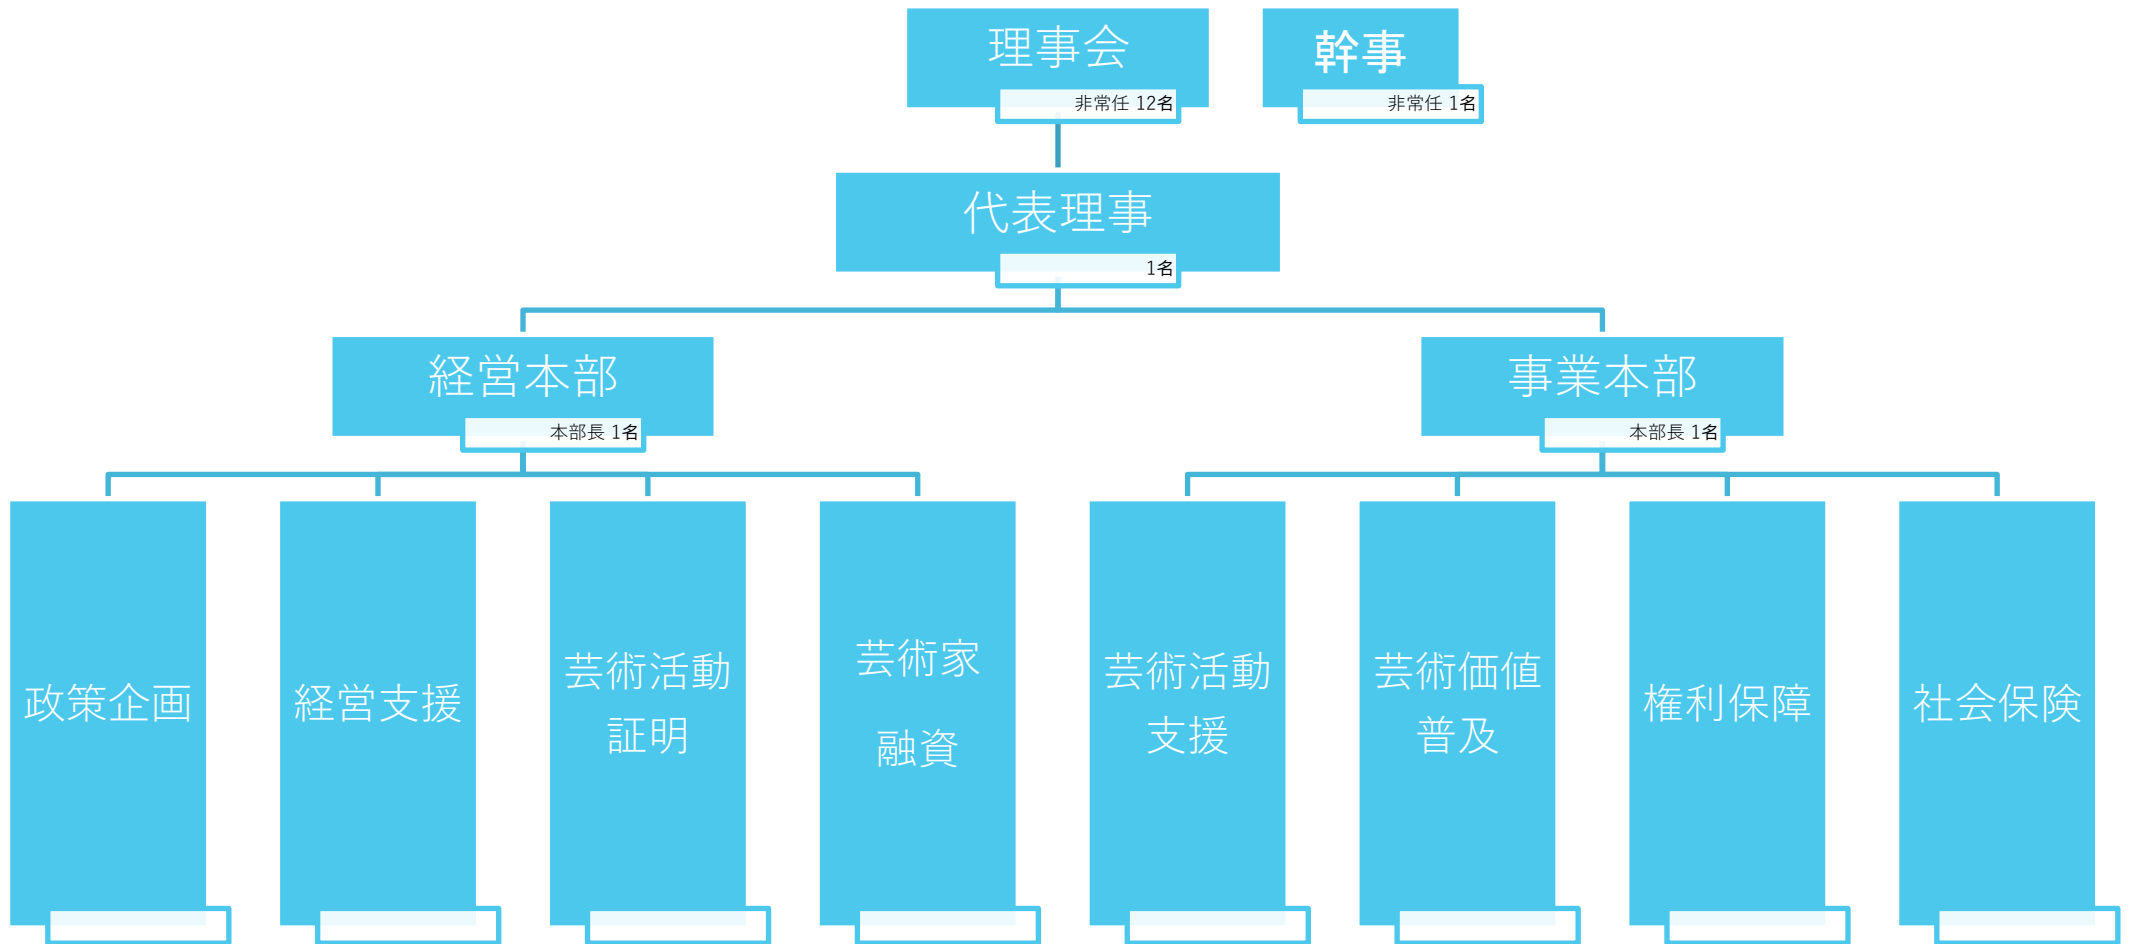 理事会
非常任 12名
幹事
非常任 1名
代表理事
1名
経営本部
本部長 1名
事業本部
本部長 1名
政策企画
経営支援
芸術活動
証明
芸術家
融資
芸術活動
支援
芸術価値
普及
権利保障
社会保険